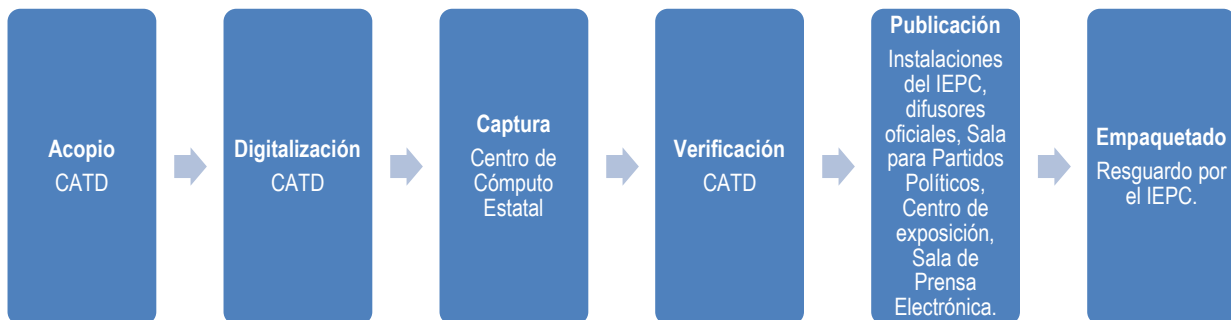 Acopio
CATD
Digitalización
CATD
Captura
Centro de
Cómputo
Estatal
Verificación
CATD
Publicación
Instalaciones
del IEPC,
difusores
oficiales, Sala
para Partidos
Políticos,
Centro de
exposición,
Sala de
Prensa
Electrónica.
Empaquetado
Resguardo por
el IEPC.